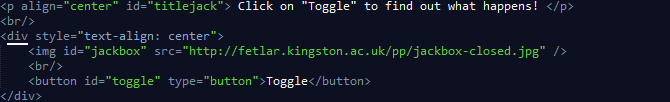 <p align="center" id="titlejack"> Click on "Toggle" to find out what happens! </p>
<br/>
<div style="text-align: center">
<img id="jackbox" src="http://fetlar.kingston.ac.uk/pp/jackbox-closed.jpg" />
<br/>
<button id="toggle" type="button">Toggle</button>
</div>